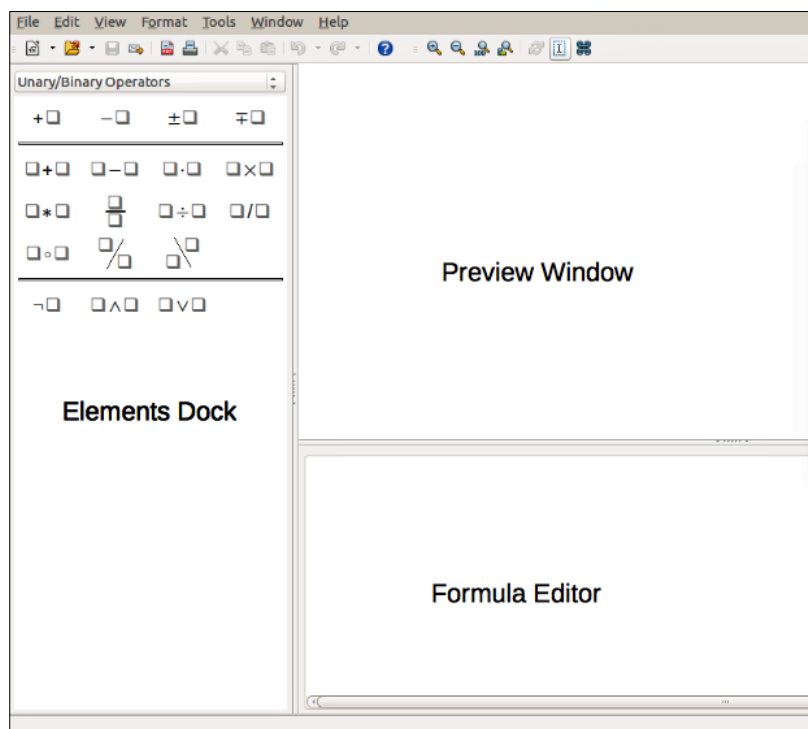 File Edit View Format Tools Window Help
Unary/Binary Operators
+□ −□ ±□ ∓□
□+□ □−□ □·□ □×□
□∗□ □/□ □÷□ □/□
□∘□ □/□ □\□
¬□ □∧□ □∨□
Preview Window
Elements Dock
Formula Editor